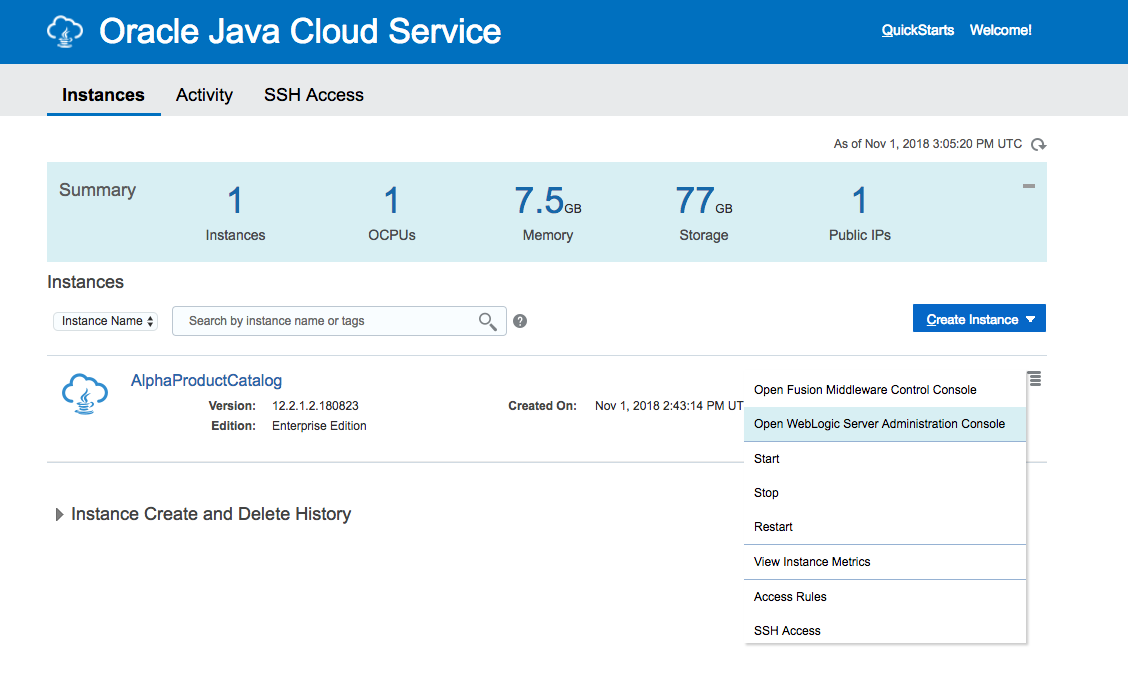 Oracle Java Cloud Service
QuickStarts Welcome!
Instances Activity SSH Access
As of Nov 1, 2018 3:05:20 PM UTC
Summary
1 1 7.5GB 77GB 1
Instances OCPUs Memory Storage Public IPs
Instances
Instance Name Search by instance name or tags ? Create Instance
AlphaProductCatalog
Version: 12.2.1.2.180823 Created On: Nov 1, 2018 2:43:14 PM UT
Edition: Enterprise Edition
Open Fusion Middleware Control Console
Open WebLogic Server Administration Console
Start
Stop
Restart
View Instance Metrics
Access Rules
SSH Access
Instance Create and Delete History